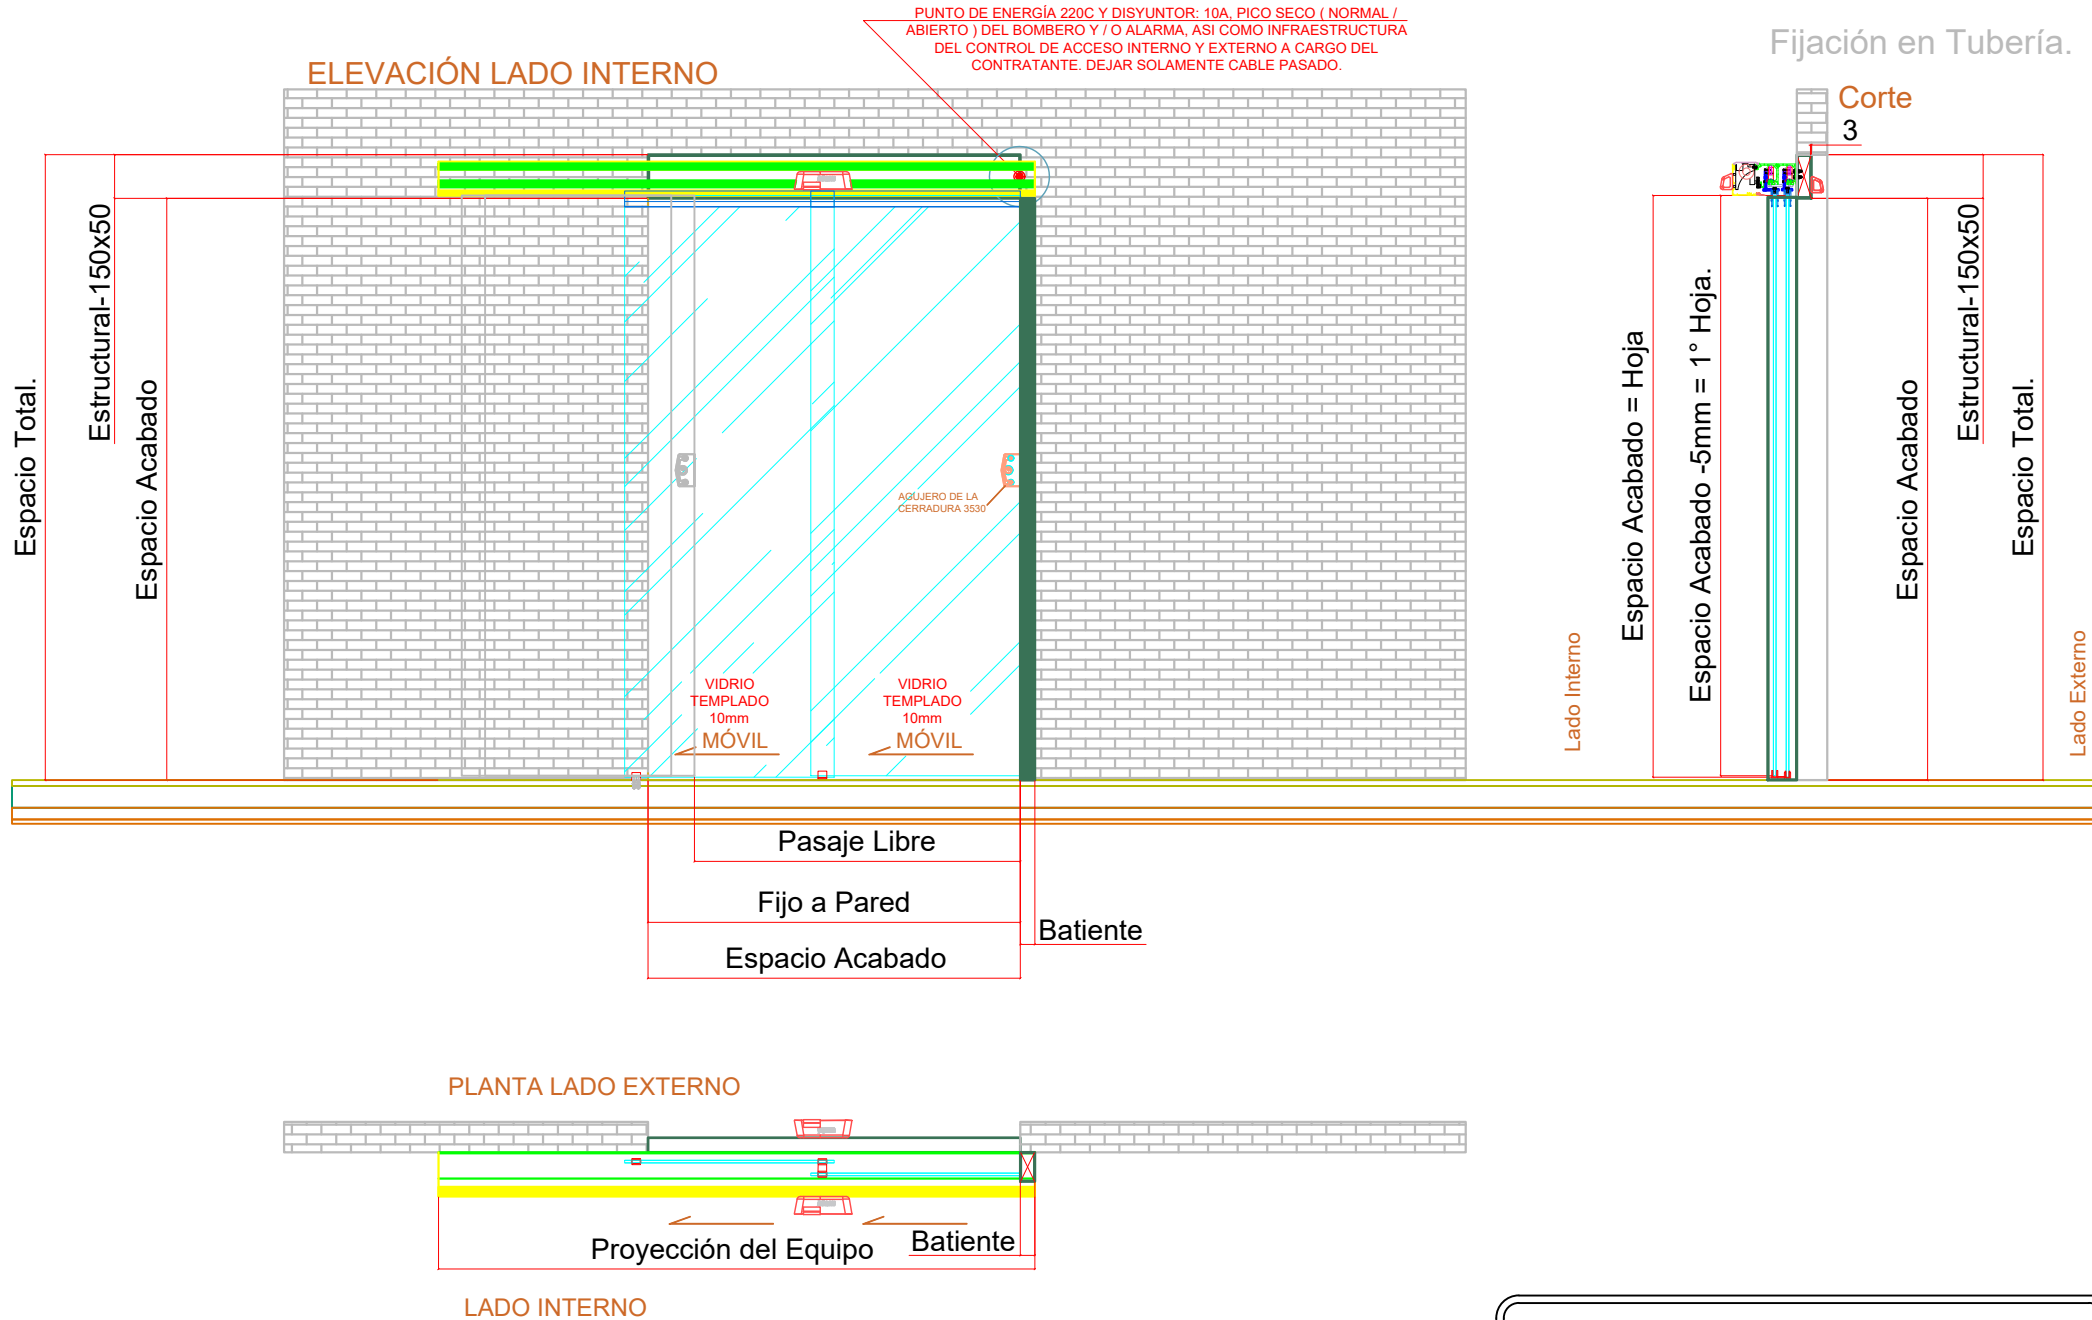 PUNTO DE ENERGÍA 220C Y DISYUNTOR: 10A, PICO SECO ( NORMAL /
ABIERTO ) DEL BOMBERO Y / O ALARMA, ASI COMO INFRAESTRUCTURA
DEL CONTROL DE ACCESO INTERNO Y EXTERNO A CARGO DEL
CONTRATANTE. DEJAR SOLAMENTE CABLE PASADO.
Fijación en Tubería.
ELEVACIÓN LADO INTERNO
Corte
3
Espacio Total.
Estructural-150x50
Espacio Acabado
AGUJERO DE LA
CERRADURA 3530
VIDRIO
TEMPLADO
10mm
MÓVIL
VIDRIO
TEMPLADO
10mm
MÓVIL
Lado Interno
Espacio Acabado = Hoja
Espacio Acabado -5mm = 1° Hoja.
Espacio Acabado
Estructural-150x50
Espacio Total.
Lado Externo
Pasaje Libre
Fijo a Pared
Batiente
Espacio Acabado
PLANTA LADO EXTERNO
Proyección del Equipo
Batiente
LADO INTERNO